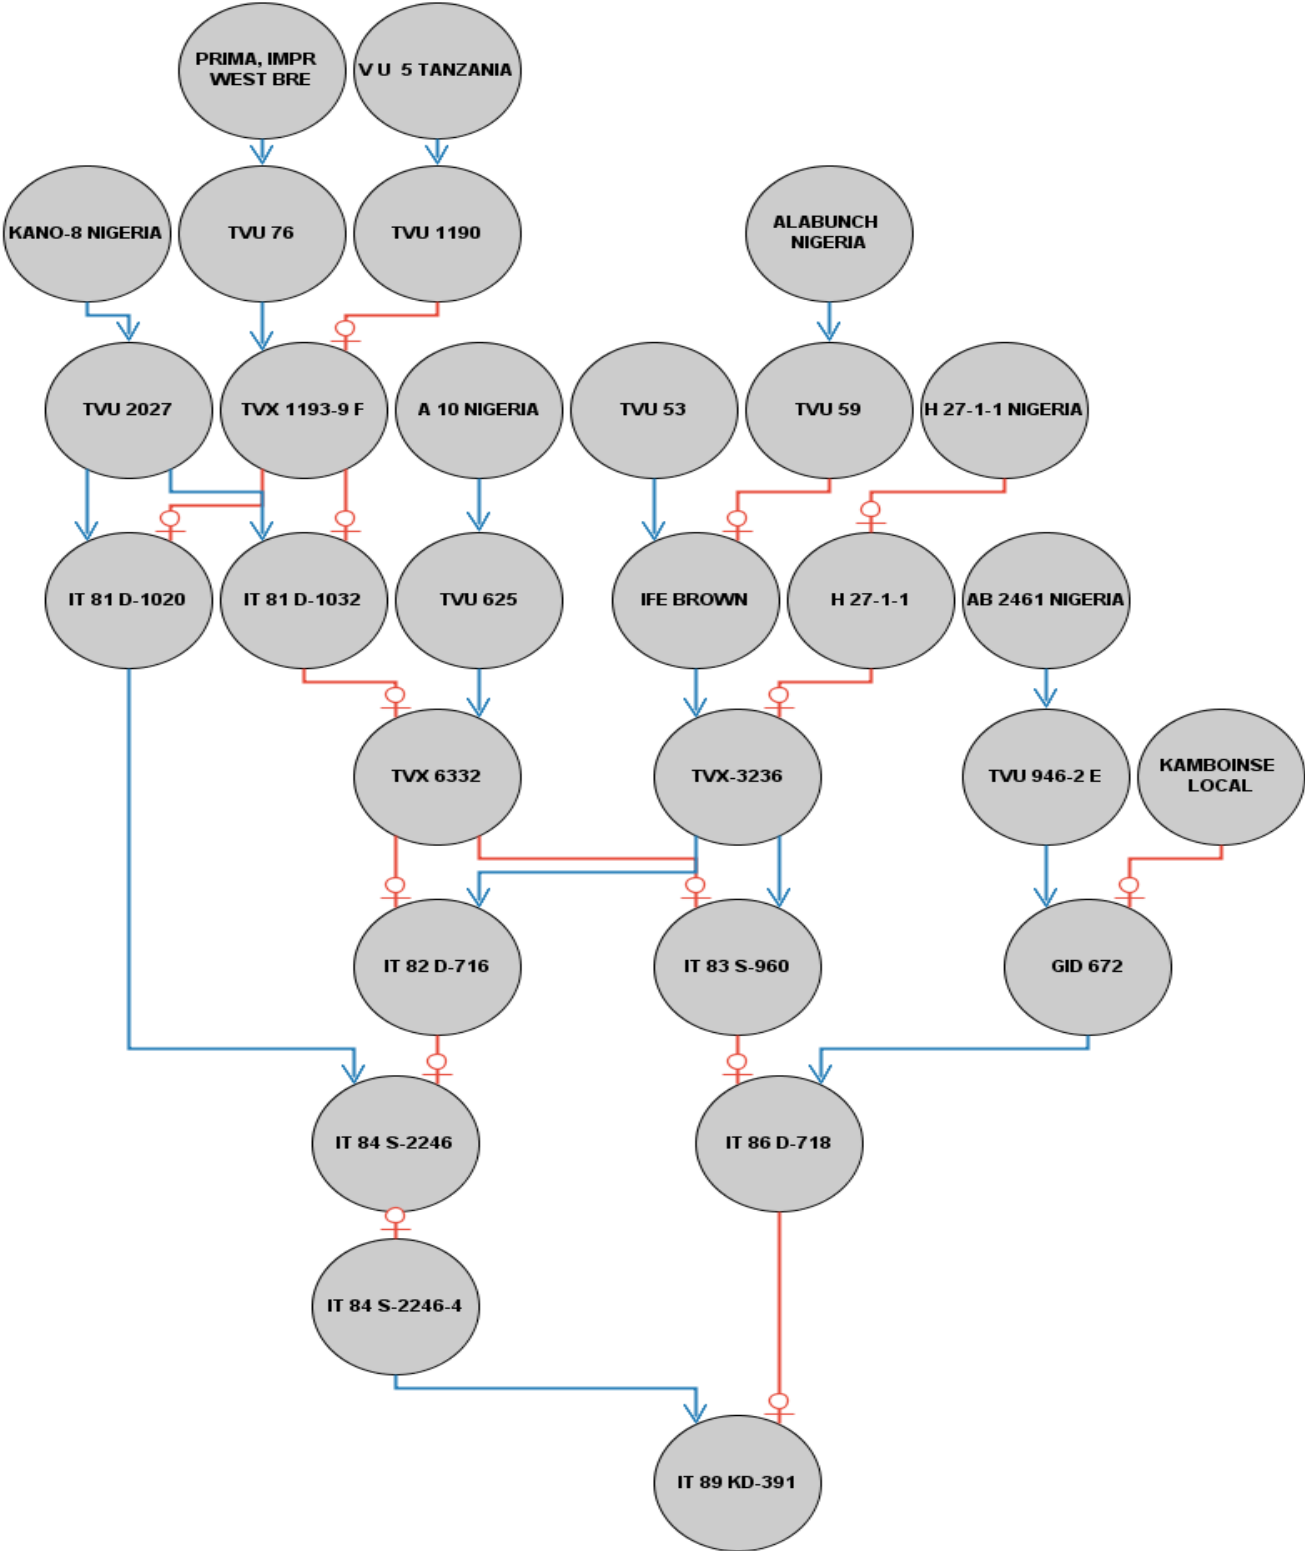 PRIMA, IMPR
WEST BRE
V U  5 TANZANIA
KANO-8 NIGERIA
TVU 76
TVU 1190
ALABUNCH
NIGERIA
TVU 2027
TVX 1193-9 F
A 10 NIGERIA
TVU 53
TVU 59
H 27-1-1 NIGERIA
IT 81 D-1020
IT 81 D-1032
TVU 625
IFE BROWN
H 27-1-1
AB 2461 NIGERIA
TVX 6332
TVX-3236
TVU 946-2 E
KAMBOINSE
LOCAL
IT 82 D-716
IT 83 S-960
GID 672
IT 84 S-2246
IT 86 D-718
IT 84 S-2246-4
IT 89 KD-391